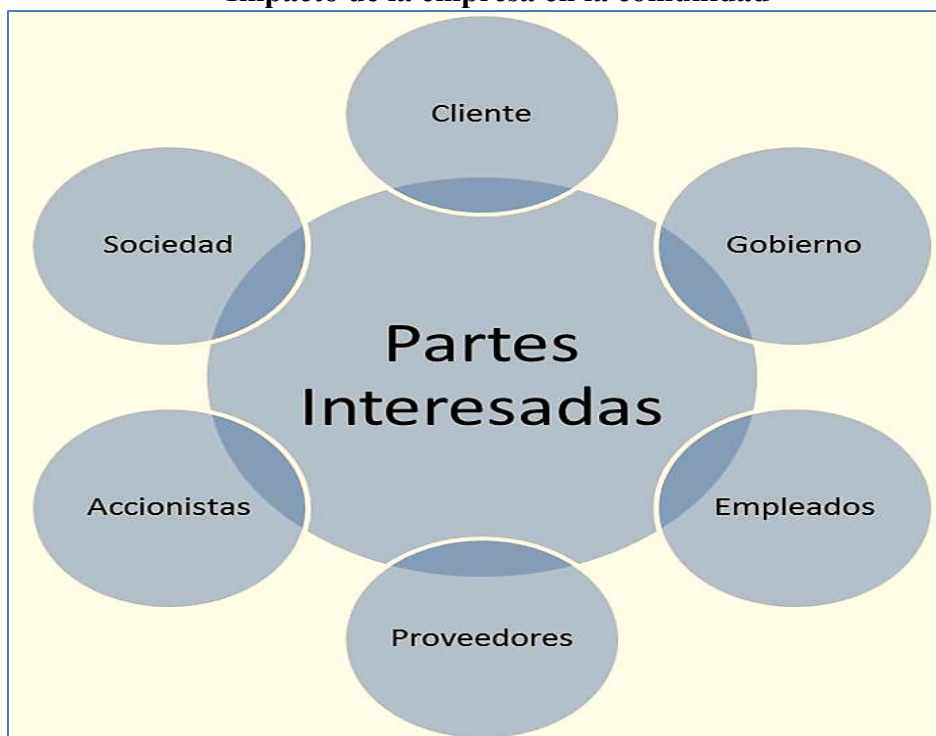 Impacto de la empresa en la comunidad
Cliente
Sociedad
Gobierno
Partes
Interesadas
Accionistas
Empleados
Proveedores